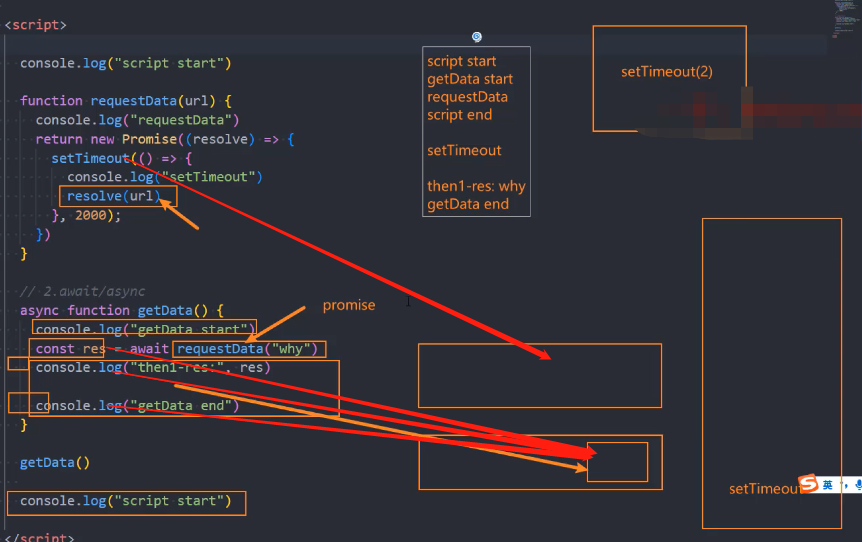 <script>
console.log("script start")
function requestData(url) {
console.log("requestData")
return new Promise((resolve) => {
setTimeout(() => {
console.log("setTimeout")
resolve(url)
}, 2000);
})
}
// 2.await/async
async function getData() {
console.log("getData start")
const res = await requestData("why")
console.log("then1-res:", res)
console.log("getData end")
}
getData()
console.log("script start")
</script>
script start
getData start
requestData
script end
setTimeout
then1-res: why
getData end
setTimeout(2)
promise
setTimeout
S 英